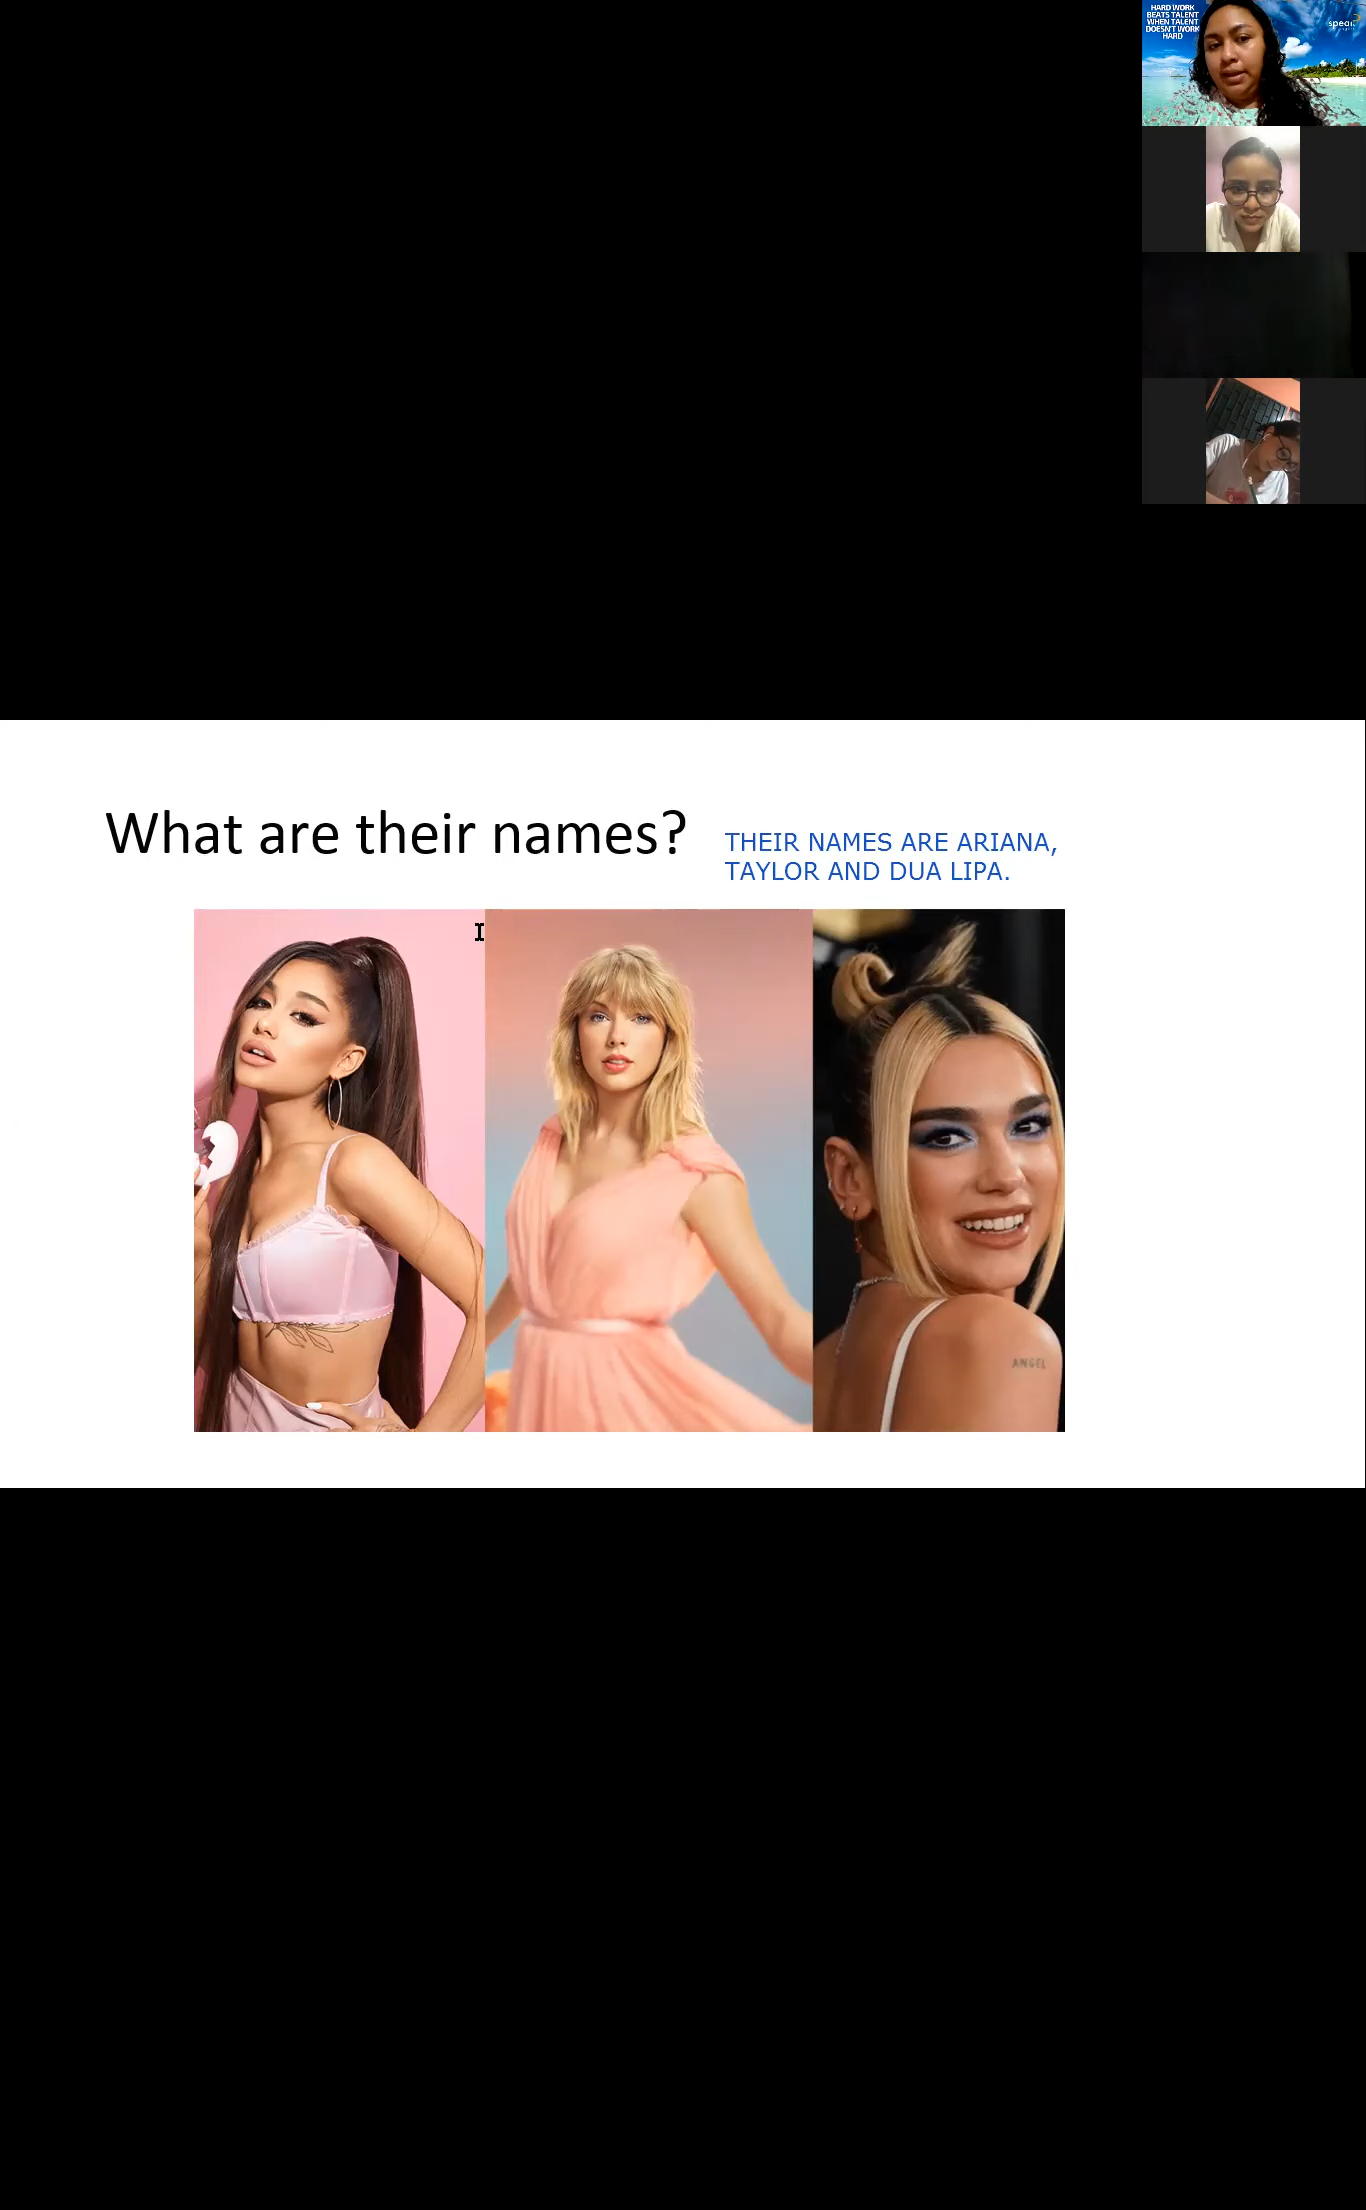 HARD WORK
BEATS TALENT
WHEN TALENT
DOESN'T WORK
HARD
speak
What are their names?
THEIR NAMES ARE ARIANA,
TAYLOR AND DUA LIPA.
ANGEL